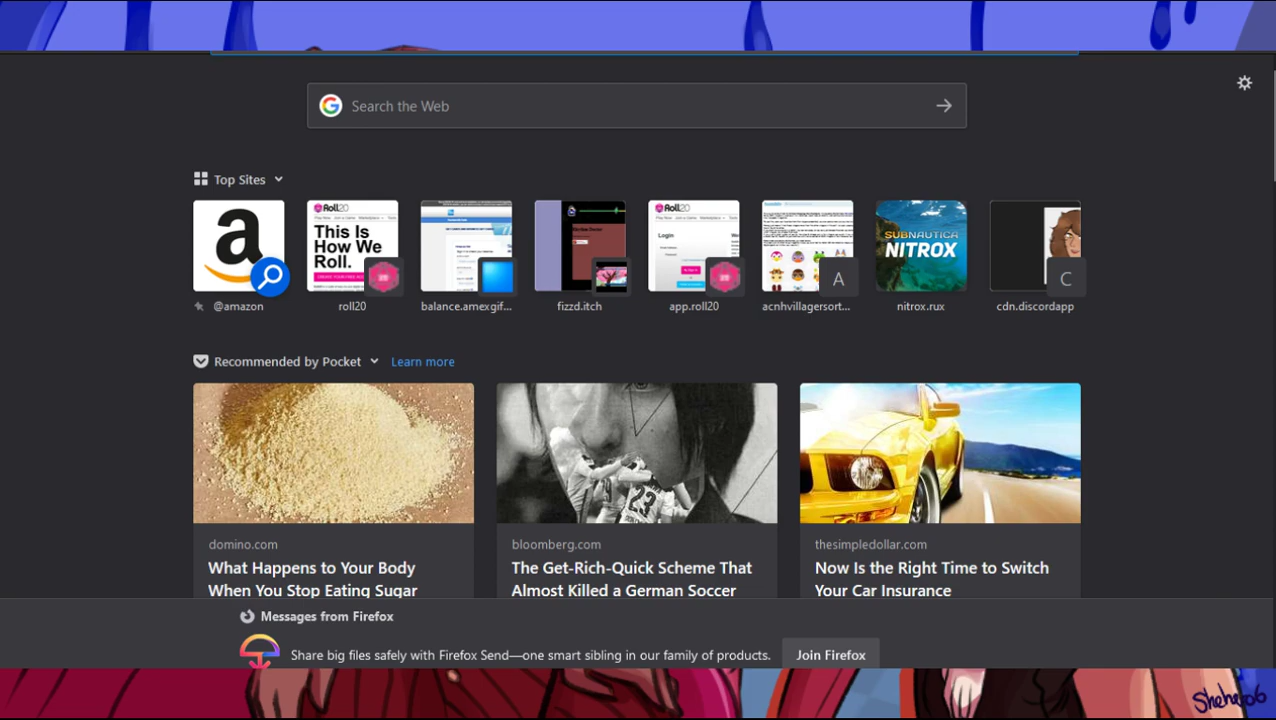 Search the Web
Top Sites
Roll20
This Is
How We
Roll.
Roll20
Login
SUBNAUTICA
NITROX
A
C
@amazon
roll20
balance.amexgif...
fizzd.itch
app.roll20
acnhvillagersort...
nitrox.rux
cdn.discordapp
Recommended by Pocket
Learn more
23
domino.com
What Happens to Your Body
When You Stop Eating Sugar
bloomberg.com
The Get-Rich-Quick Scheme That
Almost Killed a German Soccer
thesimpledollar.com
Now Is the Right Time to Switch
Your Car Insurance
Messages from Firefox
Share big files safely with Firefox Send—one smart sibling in our family of products.
Join Firefox